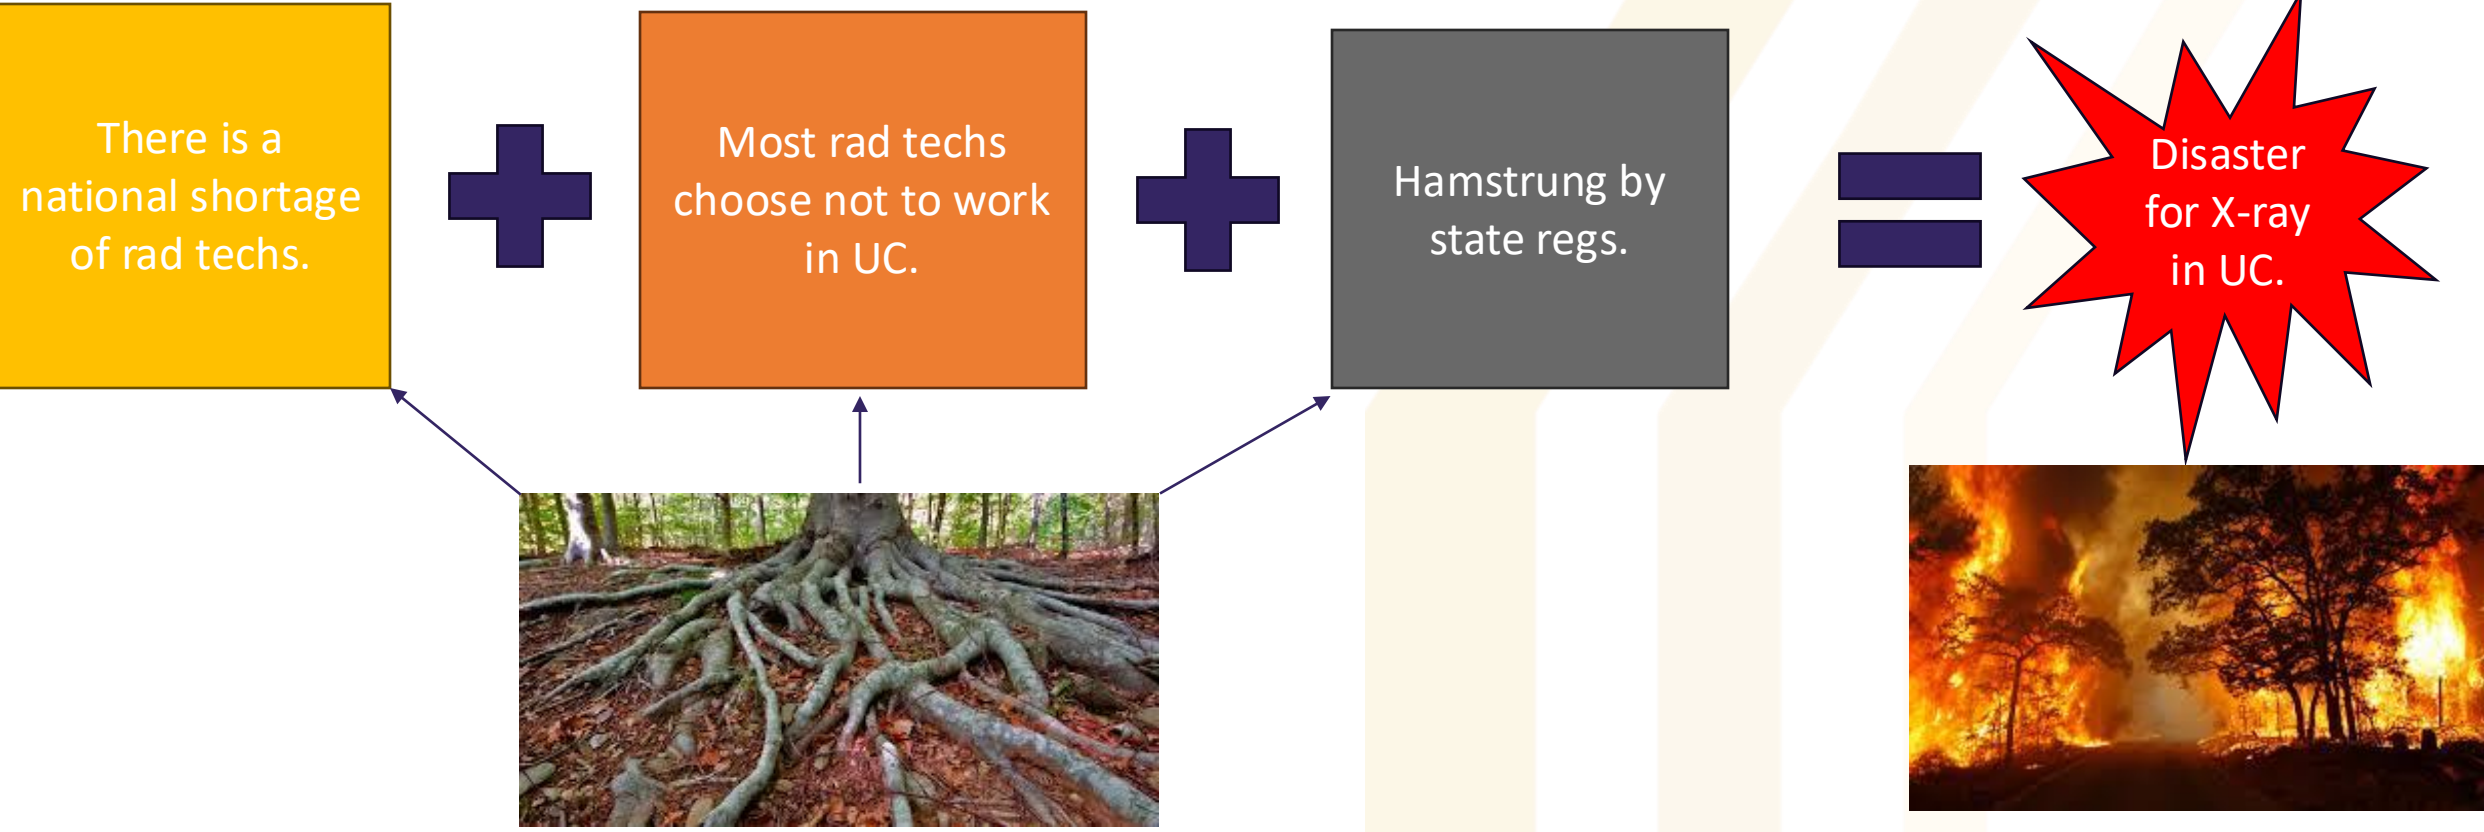 There is a
national shortage
of rad techs.
Most rad techs
choose not to work
in UC.
Hamstrung by
state regs.
Disaster
for X-ray
in UC.